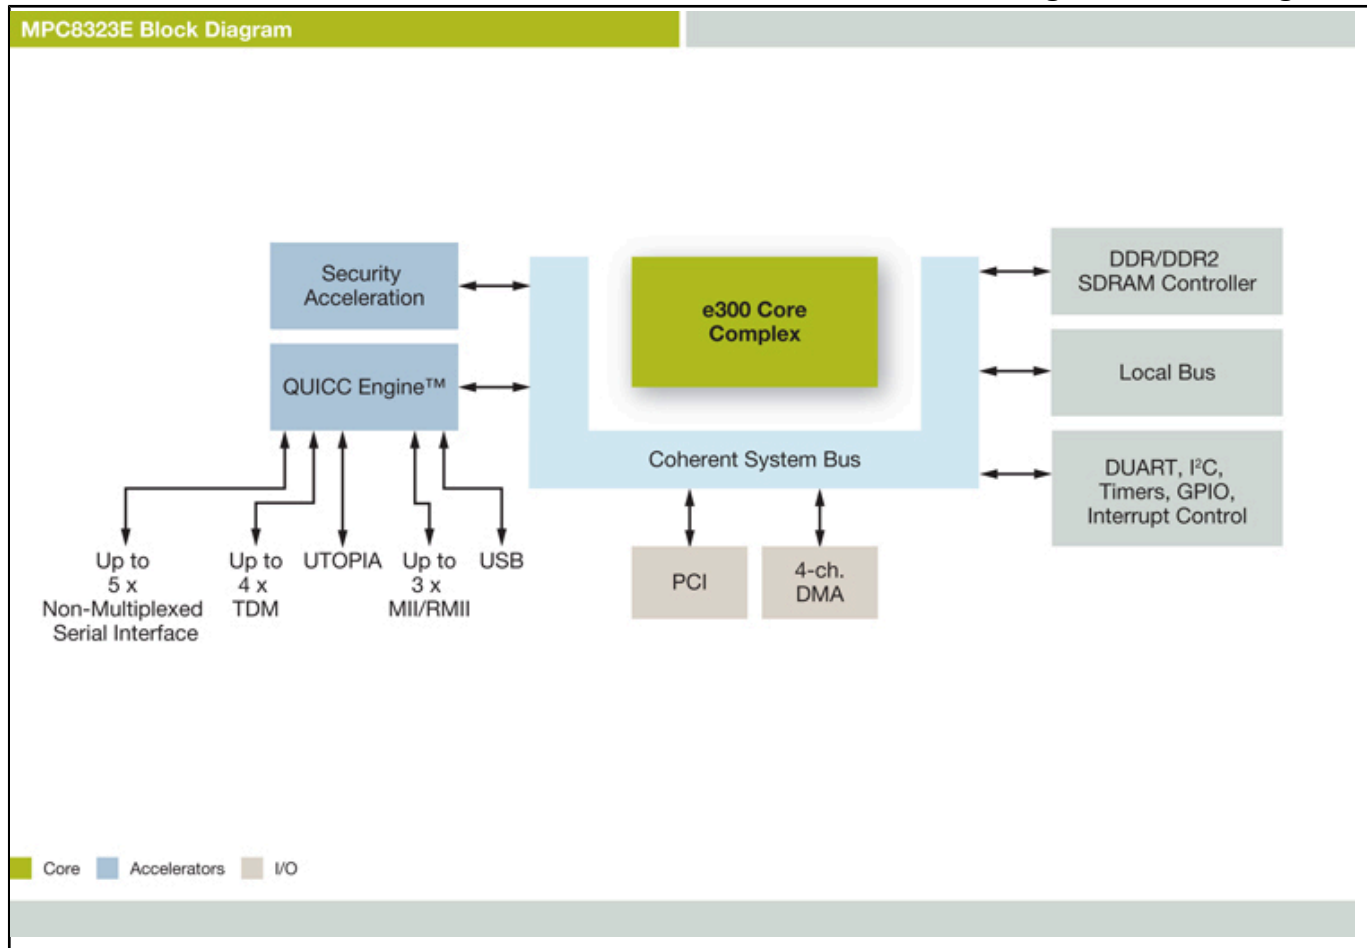 MPC8323E Block Diagram
Security
Acceleration
QUICC Engine™
e300 Core
Complex
Coherent System Bus
DDR/DDR2
SDRAM Controller
Local Bus
DUART, I²C,
Timers, GPIO,
Interrupt Control
PCI
4-ch.
DMA
Up to
5 x
Non-Multiplexed
Serial Interface
Up to
4 x
TDM
UTOPIA
Up to
3 x
MII/RMII
USB
Core
Accelerators
I/O